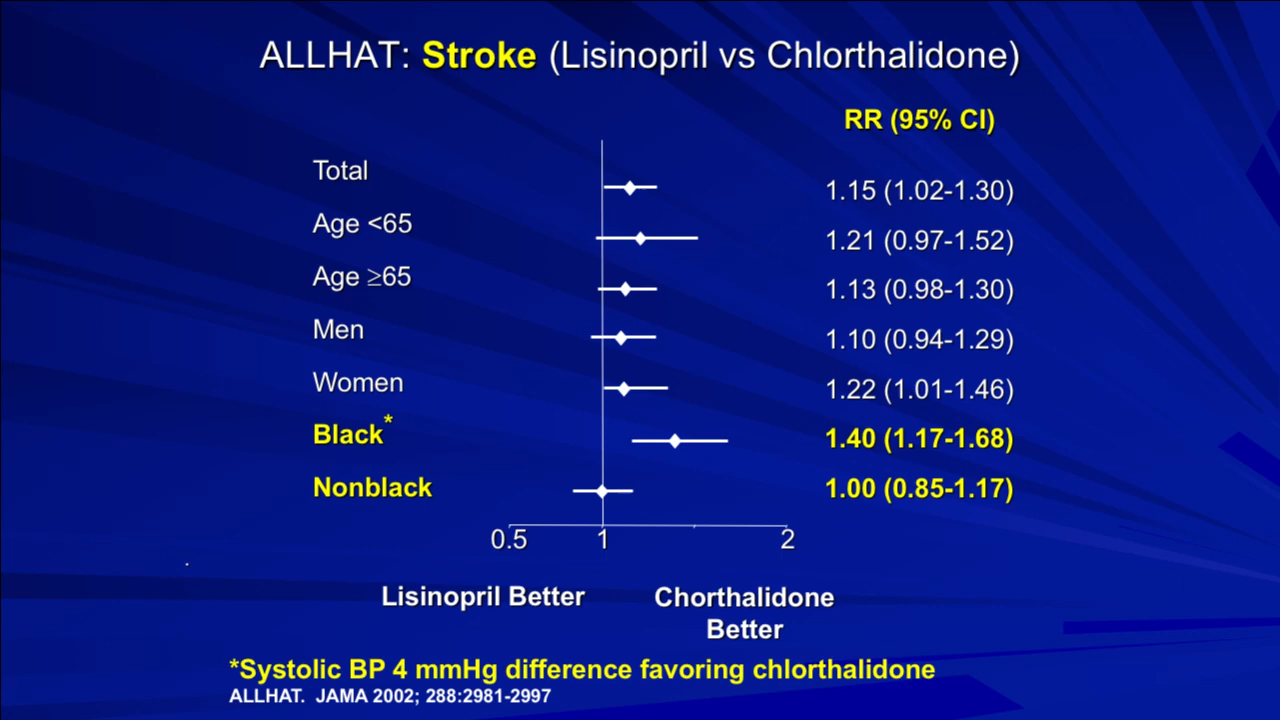 ALLHAT: Stroke (Lisinopril vs Chlorthalidone)
RR (95% CI)
Total 1.15 (1.02-1.30)
Age <65 1.21 (0.97-1.52)
Age ≥65 1.13 (0.98-1.30)
Men 1.10 (0.94-1.29)
Women 1.22 (1.01-1.46)
Black* 1.40 (1.17-1.68)
Nonblack 1.00 (0.85-1.17)
0.5 1 2
Lisinopril Better Chorthalidone
Better
*Systolic BP 4 mmHg difference favoring chlorthalidone
ALLHAT. JAMA 2002; 288:2981-2997